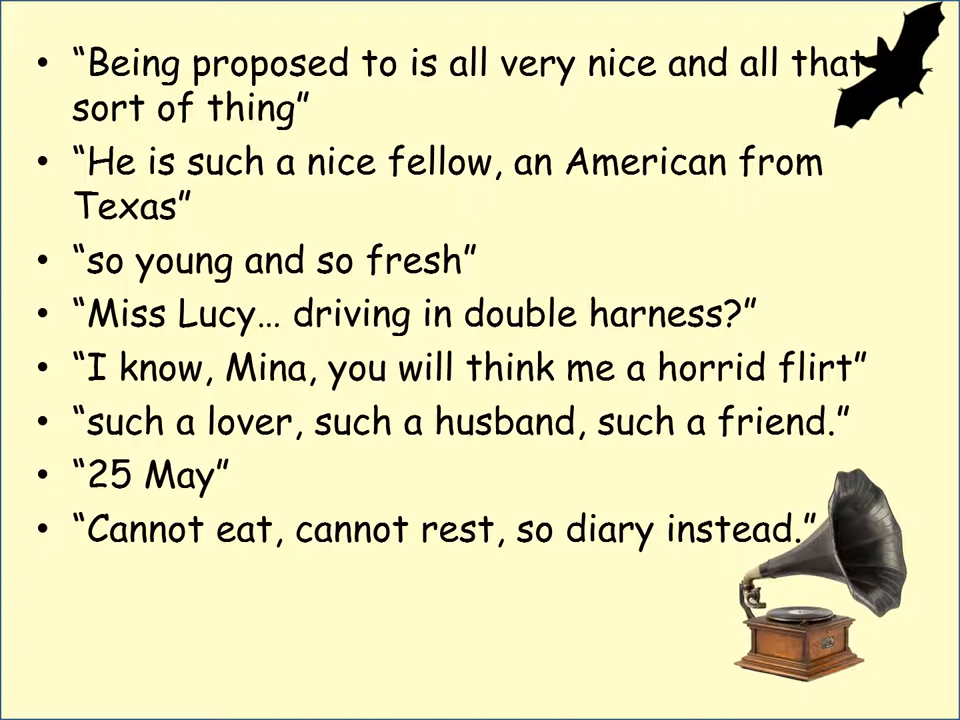 • “Being proposed to is all very nice and all that
sort of thing”
• “He is such a nice fellow, an American from
Texas”
• “so young and so fresh”
• “Miss Lucy… driving in double harness?”
• “I know, Mina, you will think me a horrid flirt”
• “such a lover, such a husband, such a friend.”
• “25 May”
• “Cannot eat, cannot rest, so diary instead.”